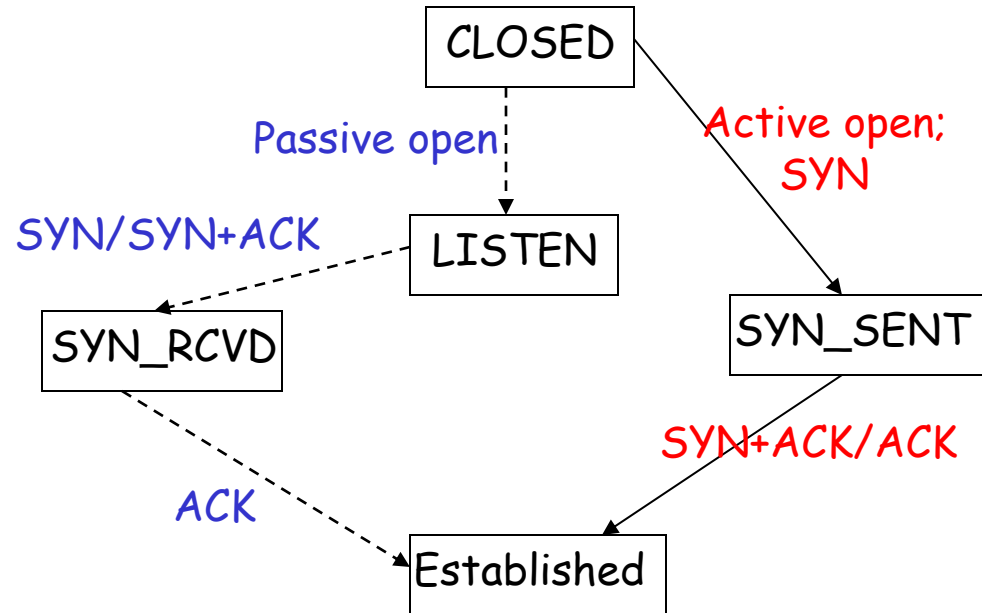 CLOSED
Passive open
Active open;
SYN
SYN/SYN+ACK
LISTEN
SYN_RCVD
SYN_SENT
SYN+ACK/ACK
ACK
Established